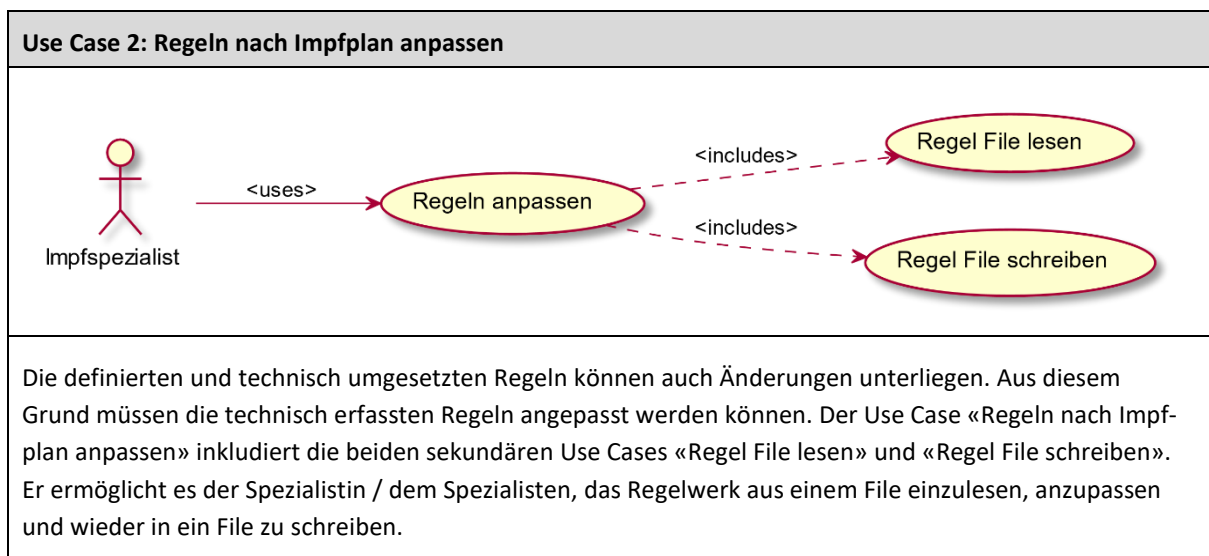 Use Case 2: Regeln nach Impfplan anpassen
Regel File lesen
<includes>
<uses>
Regeln anpassen
<includes>
Impfspezialist
Regel File schreiben
Die definierten und technisch umgesetzten Regeln können auch Änderungen unterliegen. Aus diesem
Grund müssen die technisch erfassten Regeln angepasst werden können. Der Use Case «Regeln nach Impf-
plan anpassen» inkludiert die beiden sekundären Use Cases «Regel File lesen» und «Regel File schreiben».
Er ermöglicht es der Spezialistin / dem Spezialisten, das Regelwerk aus einem File einzulesen, anzupassen
und wieder in ein File zu schreiben.